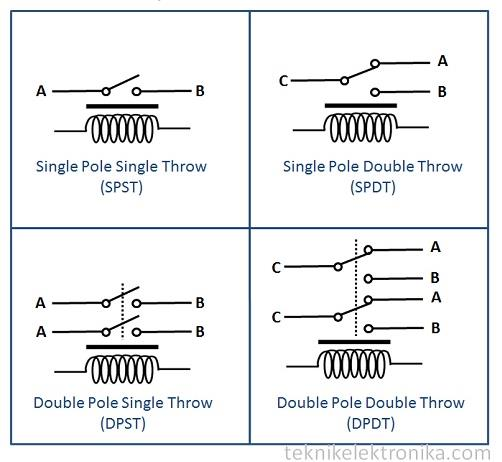 A B
Single Pole Single Throw
(SPST)
C A
B
Single Pole Double Throw
(SPDT)
A B
A B
Double Pole Single Throw
(DPST)
A
C
B
A
C
B
Double Pole Double Throw
(DPDT)
teknikelektronika.com